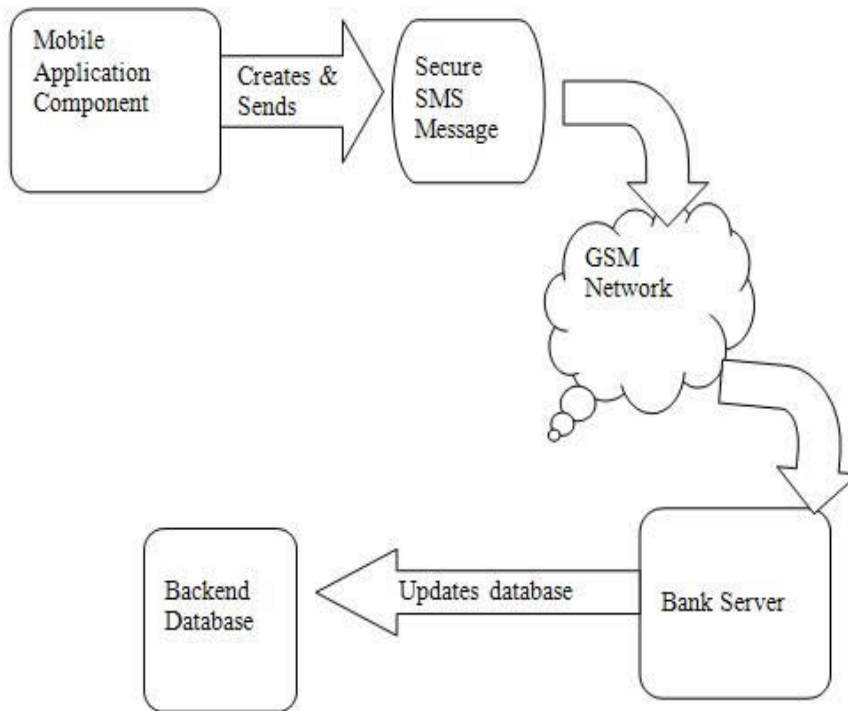 Mobile
Application
Component
Creates &
Sends
Secure
SMS
Message
GSM
Network
Bank Server
Updates database
Backend
Database